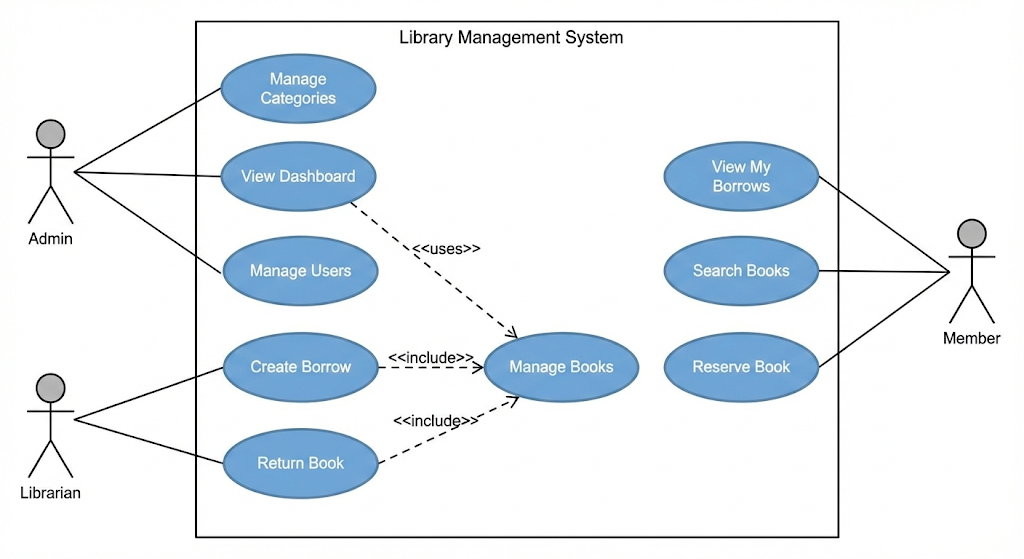 Library Management System
Manage
Categories
View Dashboard
View My
Borrows
Admin
<<uses>>
Manage Users
Search Books
Member
Create Borrow
<<include>>
Manage Books
Reserve Book
<<include>>
Return Book
Librarian